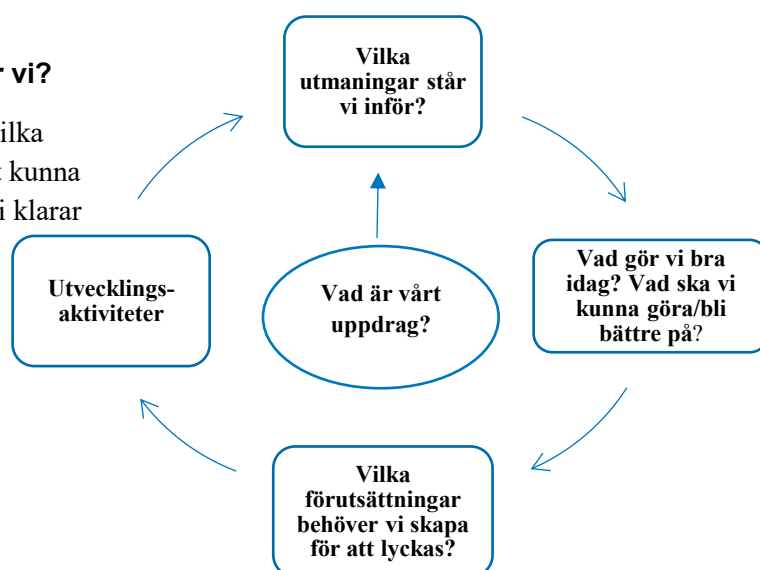 r vi?
ilka
t kunna
i klarar
Vilka
utmaningar står
vi inför?
Vad gör vi bra
idag? Vad ska vi
kunna göra/bli
bättre på?
Vilka
förutsättningar
behöver vi skapa
för att lyckas?
Utvecklings-
aktiviteter
Vad är vårt
uppdrag?